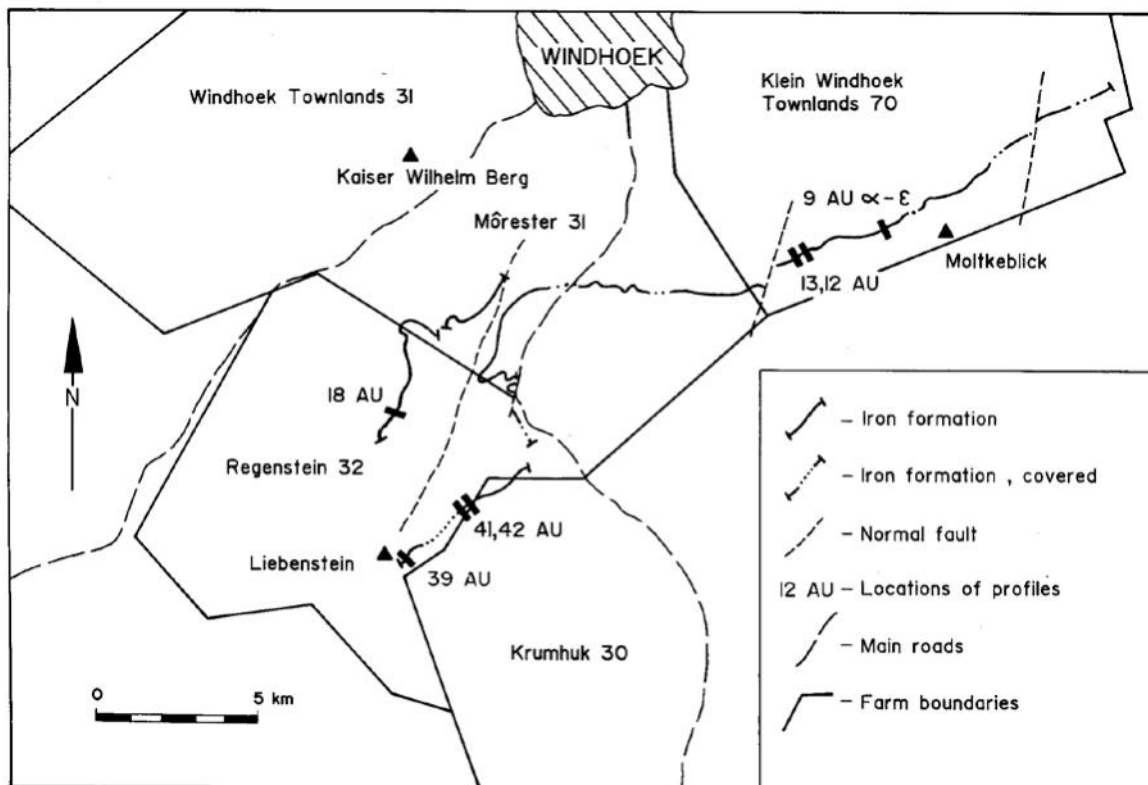 WINDHOEK
Windhoek Townlands 31
Klein Windhoek
Townlands 70
Kaiser Wilhelm Berg
Môrester 31
9 AU ∝-ε
Moltkeblick
13,12 AU
N
18 AU
Regenstein 32
41,42 AU
Liebenstein
39 AU
Krumhuk 30
0 5 km
– Iron formation
– Iron formation , covered
– Normal fault
12 AU – Locations of profiles
– Main roads
– Farm boundaries